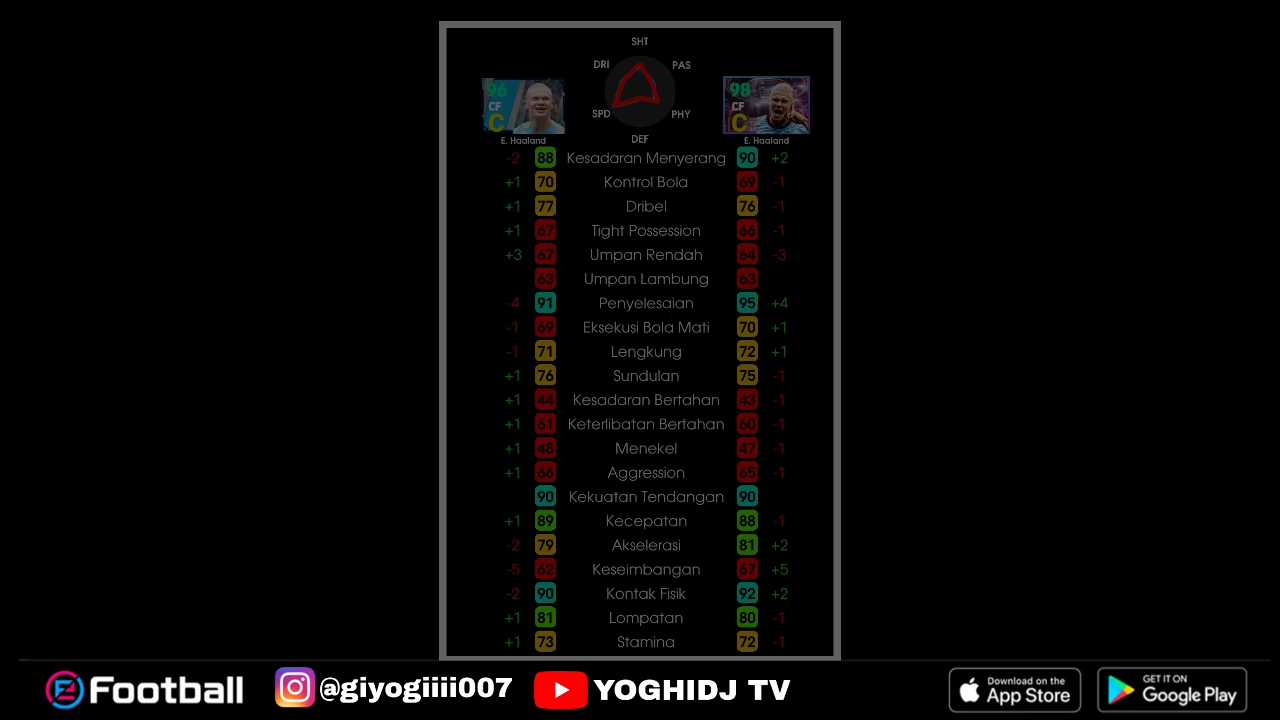 SHT
DRI PAS
96 98
CF CF
C C
SPD PHY
DEF
E. Haaland E. Haaland
-2 88 Kesadaran Menyerang 90 +2
+1 70 Kontrol Bola 69 -1
+1 77 Dribel 76 -1
+1 67 Tight Possession 66 -1
+3 67 Umpan Rendah 64 -3
63 Umpan Lambung 63
-4 91 Penyelesaian 95 +4
-1 69 Eksekusi Bola Mati 70 +1
-1 71 Lengkung 72 +1
+1 76 Sundulan 75 -1
+1 44 Kesadaran Bertahan 43 -1
+1 61 Keterlibatan Bertahan 60 -1
+1 48 Menekel 47 -1
+1 66 Aggression 65 -1
90 Kekuatan Tendangan 90
+1 89 Kecepatan 88 -1
-2 79 Akselerasi 81 +2
-5 62 Keseimbangan 67 +5
-2 90 Kontak Fisik 92 +2
+1 81 Lompatan 80 -1
+1 73 Stamina 72 -1
Football @giyogiiii007 YOGHIDJ TV
Download on the
App Store
GET IT ON
Google Play